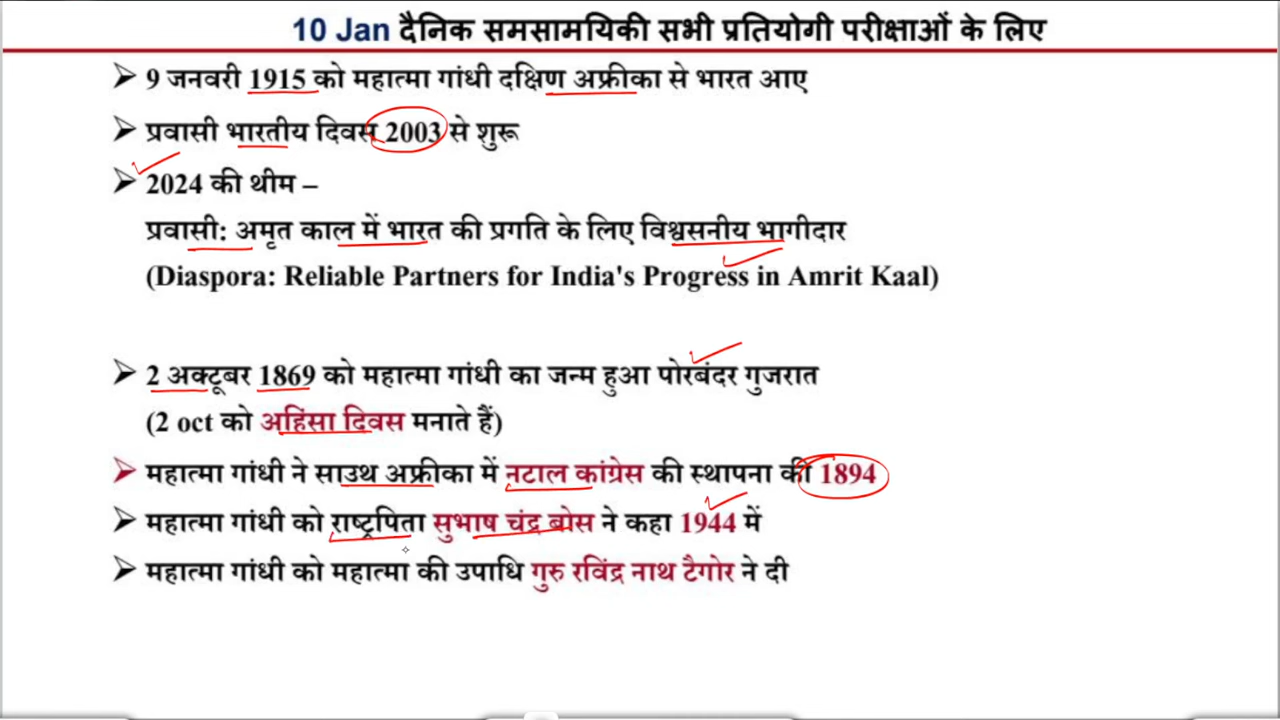 10 Jan दैनिक समसामयिकी सभी प्रतियोगी परीक्षाओं के लिए
➤ 9 जनवरी 1915 को महात्मा गांधी दक्षिण अफ्रीका से भारत आए
➤ प्रवासी भारतीय दिवस 2003 से शुरू
➤ 2024 की थीम –
प्रवासी: अमृत काल में भारत की प्रगति के लिए विश्वसनीय भागीदार
(Diaspora: Reliable Partners for India's Progress in Amrit Kaal)
➤ 2 अक्टूबर 1869 को महात्मा गांधी का जन्म हुआ पोरबंदर गुजरात
(2 oct को अहिंसा दिवस मनाते हैं)
➤ महात्मा गांधी ने साउथ अफ्रीका में नटाल कांग्रेस की स्थापना की 1894
➤ महात्मा गांधी को राष्ट्रपिता सुभाष चंद्र बोस ने कहा 1944 में
➤ महात्मा गांधी को महात्मा की उपाधि गुरु रविंद्र नाथ टैगोर ने दी